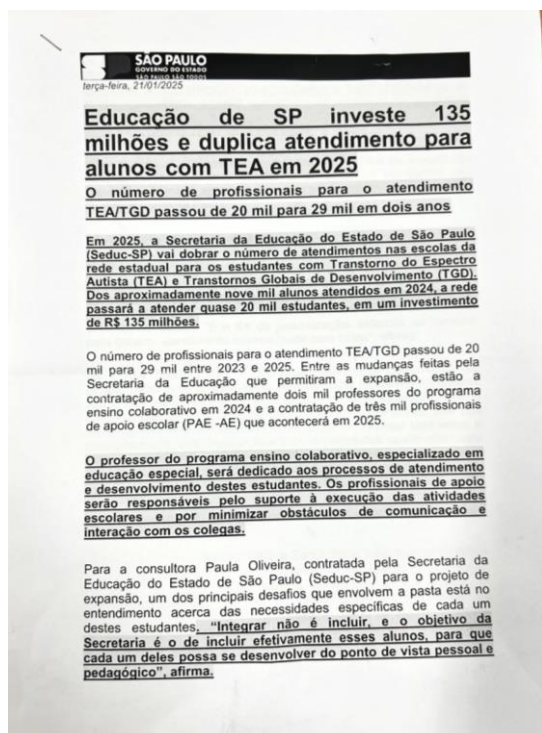 SÃO PAULO
GOVERNO DO ESTADO
SÃO PAULO SÃO TODOS
terça-feira, 21/01/2025
Educação de SP investe 135
milhões e duplica atendimento para
alunos com TEA em 2025
O número de profissionais para o atendimento
TEA/TGD passou de 20 mil para 29 mil em dois anos
Em 2025, a Secretaria da Educação do Estado de São Paulo
(Seduc-SP) vai dobrar o número de atendimentos nas escolas da
rede estadual para os estudantes com Transtorno do Espectro
Autista (TEA) e Transtornos Globais de Desenvolvimento (TGD).
Dos aproximadamente nove mil alunos atendidos em 2024, a rede
passará a atender quase 20 mil estudantes, em um investimento
de R$ 135 milhões.
O número de profissionais para o atendimento TEA/TGD passou de 20
mil para 29 mil entre 2023 e 2025. Entre as mudanças feitas pela
Secretaria da Educação que permitiram a expansão, estão a
contratação de aproximadamente dois mil professores do programa
ensino colaborativo em 2024 e a contratação de três mil profissionais
de apoio escolar (PAE -AE) que acontecerá em 2025.
O professor do programa ensino colaborativo, especializado em
educação especial, será dedicado aos processos de atendimento
e desenvolvimento destes estudantes. Os profissionais de apoio
serão responsáveis pelo suporte à execução das atividades
escolares e por minimizar obstáculos de comunicação e
interação com os colegas.
Para a consultora Paula Oliveira, contratada pela Secretaria da
Educação do Estado de São Paulo (Seduc-SP) para o projeto de
expansão, um dos principais desafios que envolvem a pasta está no
entendimento acerca das necessidades específicas de cada um
destes estudantes. “Integrar não é incluir, e o objetivo da
Secretaria é o de incluir efetivamente esses alunos, para que
cada um deles possa se desenvolver do ponto de vista pessoal e
pedagógico”, afirma.